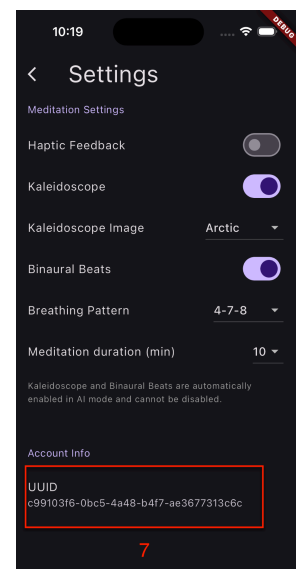 10:19
DEBUG
Settings
Meditation Settings
Haptic Feedback
Kaleidoscope
Kaleidoscope Image Arctic
Binaural Beats
Breathing Pattern 4-7-8
Meditation duration (min) 10
Kaleidoscope and Binaural Beats are automatically
enabled in AI mode and cannot be disabled.
Account Info
UUID
c99103f6-0bc5-4a48-b4f7-ae3677313c6c
7